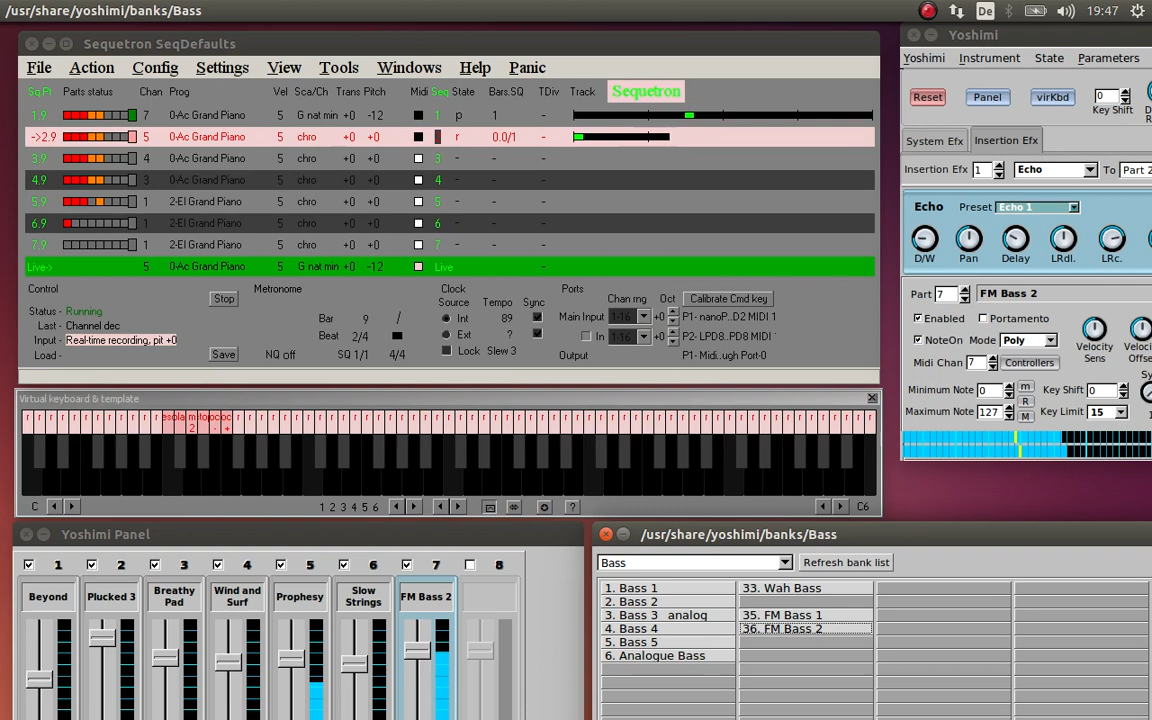 /usr/share/yoshimi/banks/Bass
De
19:47
Sequetron SeqDefaults
File Action Config Settings View Tools Windows Help Panic
Sq.Pt Parts status Chan Prog Vel Sca/Ch Trans Pitch Midi Seq State Bars.SQ TDiv Track Sequetron
1.9 7 0-Ac Grand Piano 5 G nat min +0 -12 1 p 1 -
->2.9 5 0-Ac Grand Piano 5 chro +0 +0 r 0.0/1 -
3.9 4 0-Ac Grand Piano 5 chro +0 +0 3 - - -
4.9 3 0-Ac Grand Piano 5 chro +0 +0 4 - - -
5.9 1 2-El Grand Piano 5 chro +0 +0 5 - - -
6.9 1 2-El Grand Piano 5 chro +0 +0 6 - - -
7.9 1 2-El Grand Piano 5 chro +0 +0 7 - - -
Live-> 5 0-Ac Grand Piano 5 G nat min +0 -12 Live -
Control
Status - Running
Last - Channel dec
Input - Real-time recording, pit +0
Load -
Stop
Save
Metronome
Bar 9 /
Beat 2/4
NQ off SQ 1/1 4/4
Clock
Source Tempo Sync
Int 89
Ext ?
Lock Slew 3
Ports
Chan rng Oct Calibrate Cmd key
Main Input 1-16 +0 P1- nanoP...D2 MIDI 1
In 1-16 +0 P2- LPD8..PD8 MIDI
Output P1- Midi...ugh Port-0
Virtual keyboard & template
C 1 2 3 4 5 6 ? C6
Yoshimi
Yoshimi Instrument State Parameters
Reset Panel virKbd 0
Key Shift
System Efx Insertion Efx
Insertion Efx 1 Echo To Part 2
Echo Preset Echo 1
D/W Pan Delay LRdl. LRc.
Part 7 FM Bass 2
Enabled Portamento
NoteOn Mode Poly
Midi Chan 7 Controllers
Velocity Sens
Velocity Offse
Minimum Note 0 m Key Shift 0
R
Maximum Note 127 M Key Limit 15
Yoshimi Panel
1 2 3 4 5 6 7 8
Beyond
Plucked 3
Breathy Pad
Wind and Surf
Prophesy
Slow Strings
FM Bass 2
/usr/share/yoshimi/banks/Bass
Bass Refresh bank list
1. Bass 1
2. Bass 2
3. Bass 3 analog
4. Bass 4
5. Bass 5
6. Analogue Bass
33. Wah Bass
35. FM Bass 1
36. FM Bass 2